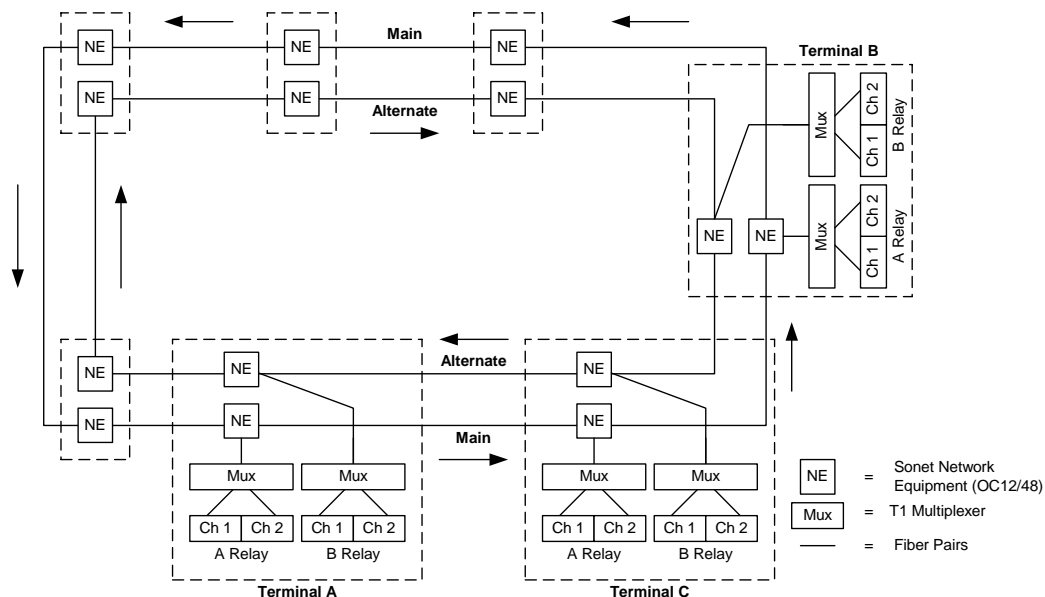 NE
NE
Main
NE
Terminal B
NE
NE
Alternate
NE
Mux
Ch 2
Ch 1
B Relay
NE
NE
Mux
Ch 2
Ch 1
A Relay
NE
NE
Alternate
NE
NE
NE
Main
NE
Mux
Mux
Ch 1
Ch 2
Ch 1
Ch 2
A Relay
B Relay
Terminal A
Mux
Mux
Ch 1
Ch 2
Ch 1
Ch 2
A Relay
B Relay
Terminal C
NE = Sonet Network
Equipment (OC12/48)
Mux = T1 Multiplexer
= Fiber Pairs